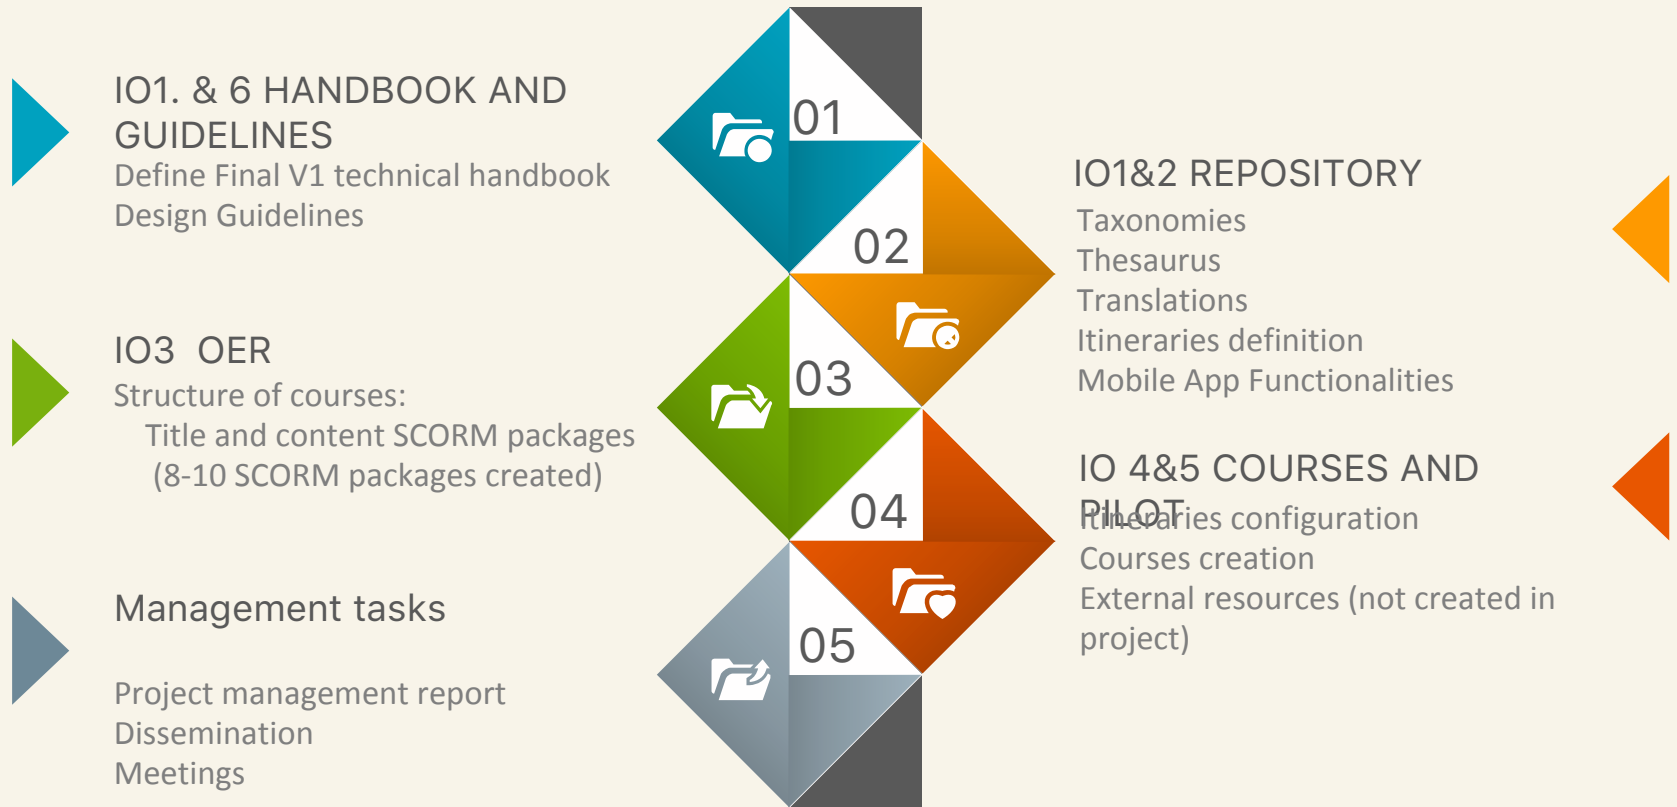 01
IO1. & 6 HANDBOOK AND
GUIDELINES
Define Final V1 technical handbook
Design Guidelines
02
IO1&2 REPOSITORY
Taxonomies
Thesaurus
Translations
Itineraries definition
Mobile App Functionalities
03
IO3 OER
Structure of courses:
Title and content SCORM packages
(8-10 SCORM packages created)
04
IO 4&5 COURSES AND
PILOT
Itineraries configuration
Courses creation
External resources (not created in
project)
05
Management tasks
Project management report
Dissemination
Meetings